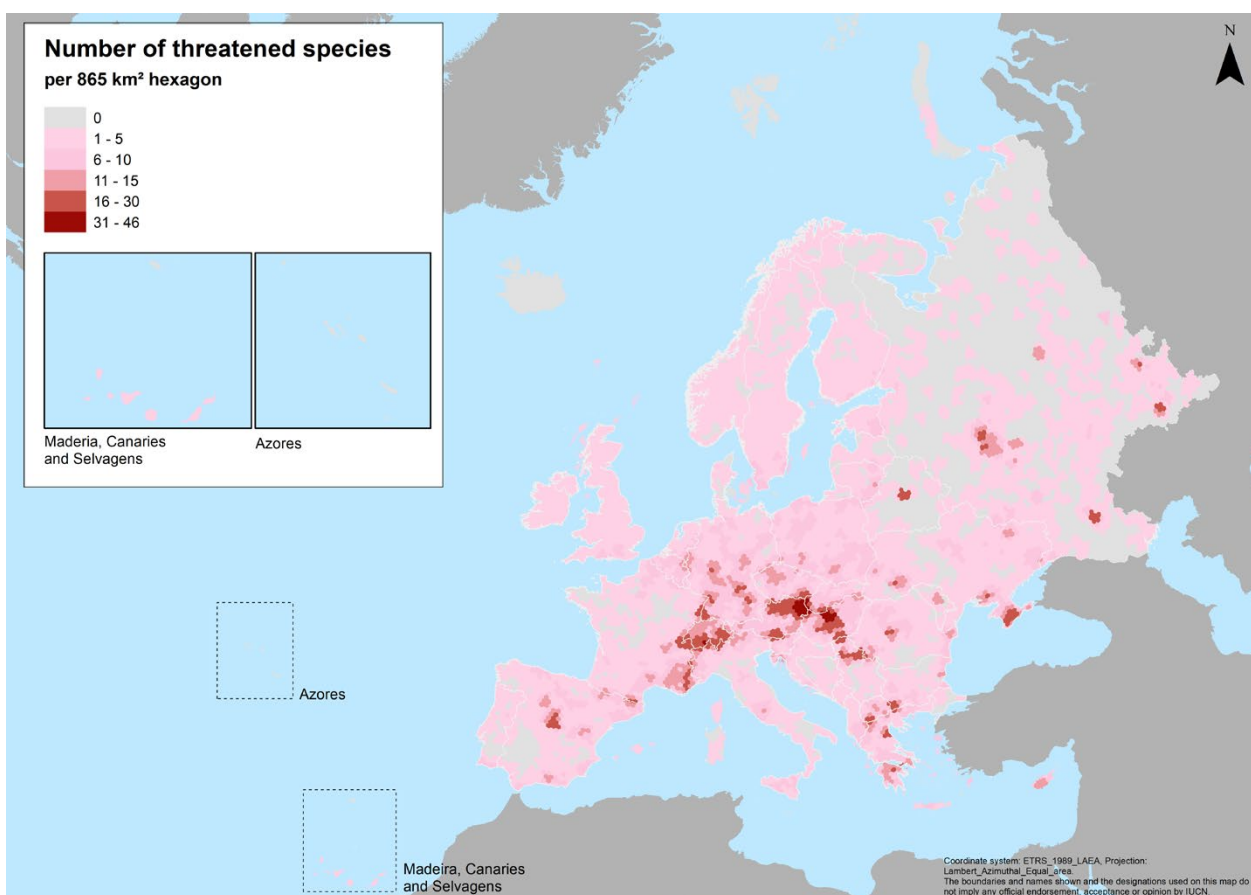 Number of threatened species
per 865 km² hexagon
0
1 - 5
6 - 10
11 - 15
16 - 30
31 - 46
Maderia, Canaries
and Selvagens
Azores
N
Azores
Madeira, Canaries
and Selvagens
Coordinate system: ETRS_1989_LAEA, Projection:
Lambert_Azimuthal_Equal_area.
The boundaries and names shown and the designations used on this map do
not imply any official endorsement, acceptance or opinion by IUCN